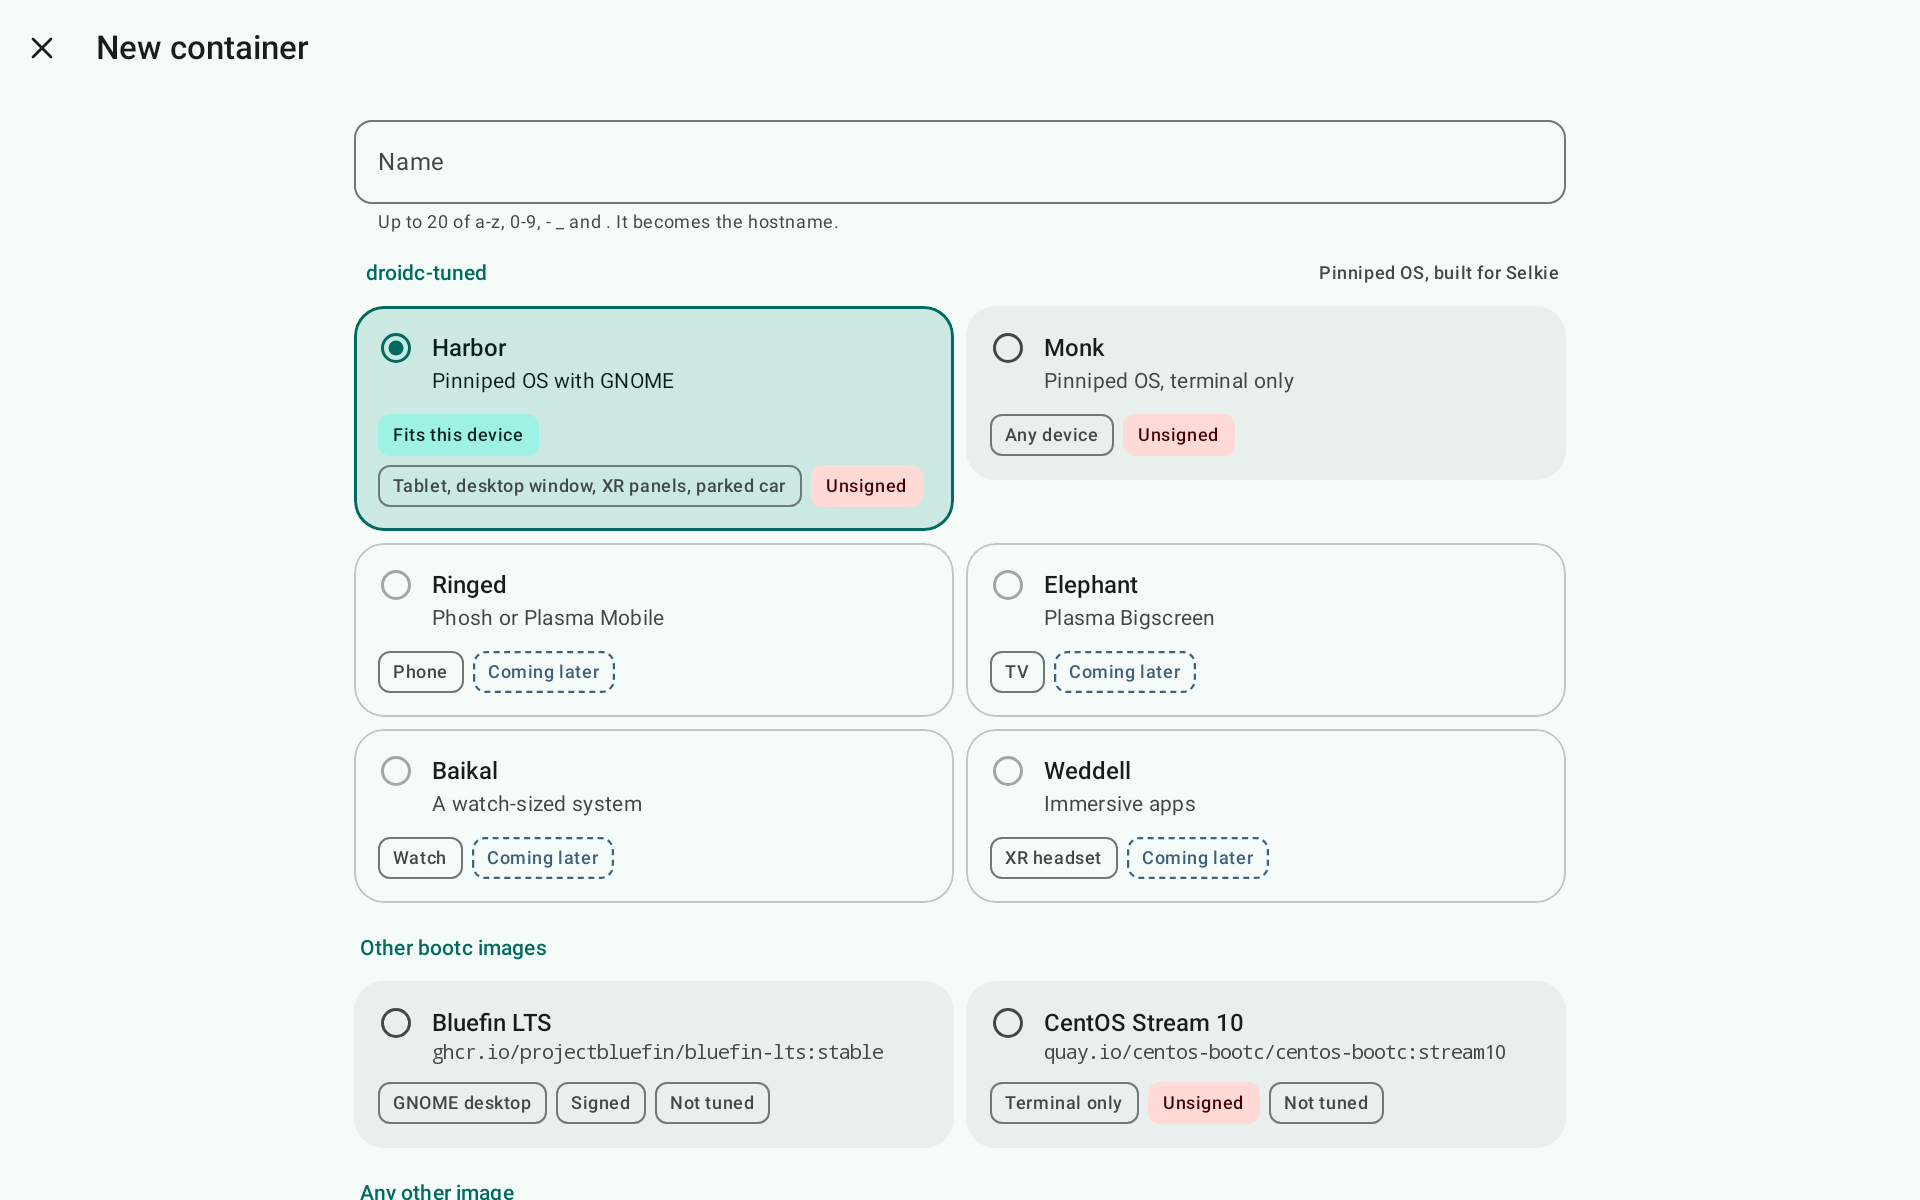 New container
Name
Up to 20 of a-z, 0-9, - _ and . It becomes the hostname.
droidc-tuned
Pinniped OS, built for Selkie
Harbor
Pinniped OS with GNOME
Fits this device
Tablet, desktop window, XR panels, parked car
Unsigned
Monk
Pinniped OS, terminal only
Any device
Unsigned
Ringed
Phosh or Plasma Mobile
Phone
Coming later
Elephant
Plasma Bigscreen
TV
Coming later
Baikal
A watch-sized system
Watch
Coming later
Weddell
Immersive apps
XR headset
Coming later
Other bootc images
Bluefin LTS
ghcr.io/projectbluefin/bluefin-lts:stable
GNOME desktop
Signed
Not tuned
CentOS Stream 10
quay.io/centos-bootc/centos-bootc:stream10
Terminal only
Unsigned
Not tuned
Any other image